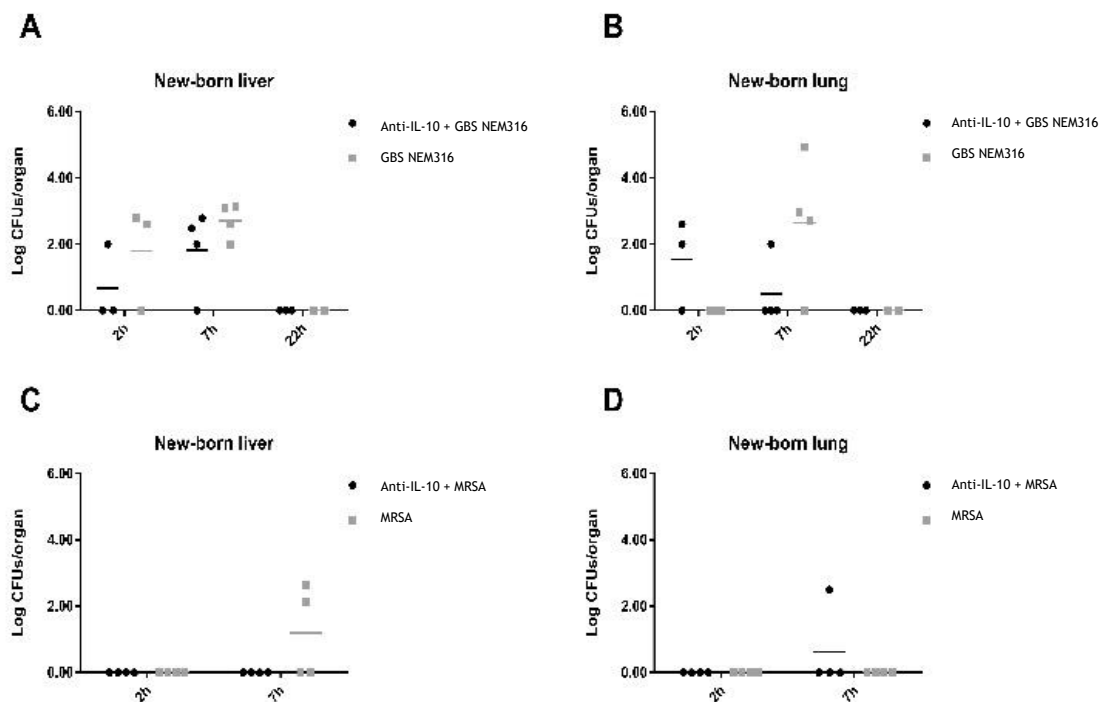 A
New-born liver
Log CFUs/organ
6.00
4.00
2.00
0.00
2h
7h
22h
Anti-IL-10 + GBS NEM316
GBS NEM316
B
New-born lung
Log CFUs/organ
6.00
4.00
2.00
0.00
2h
7h
22h
Anti-IL-10 + GBS NEM316
GBS NEM316
C
New-born liver
Log CFUs/organ
6.00
4.00
2.00
0.00
2h
7h
Anti-IL-10 + MRSA
MRSA
D
New-born lung
Log CFUs/organ
6.00
4.00
2.00
0.00
2h
7h
Anti-IL-10 + MRSA
MRSA